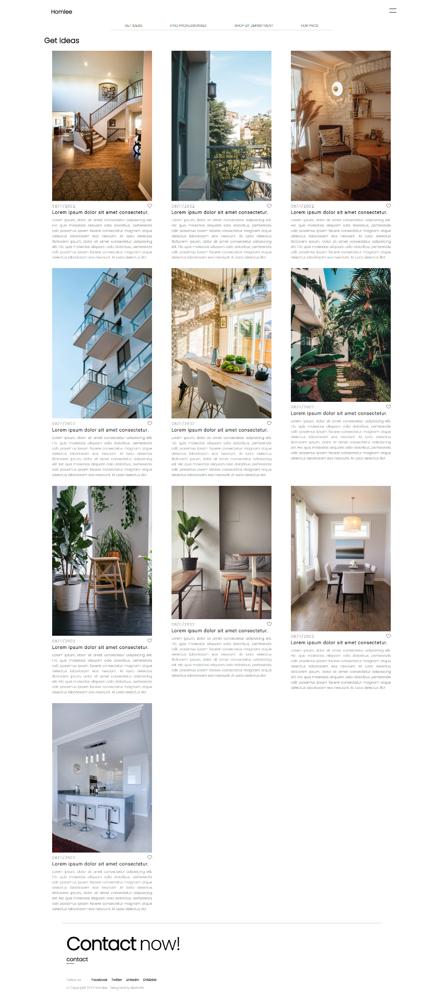 Homlee
GET IDEAS FIND PROFESSIONALS SHOP BY DEPARTMENT FOR PROS
Get Ideas
08/11/2002
Lorem ipsum dolor sit amet consectetur.
Lorem ipsum, dolor sit amet consectetur adipisicing elit.
Hic quis molestias aliquam odio doloribus, perferendis
odit possimus ipsam facere consectetur magnam atque
delectus laboriosam eos nesciunt. At iusto delectus
illo!Lorem ipsum, dolor sit amet consectetur adipisicing
elit. Hic quis molestias aliquam odio doloribus, perferendis
odit possimus ipsam facere consectetur magnam atque
delectus laboriosam eos nesciunt. At iusto delectus illo!
08/11/2002
Lorem ipsum dolor sit amet consectetur.
Lorem ipsum, dolor sit amet consectetur adipisicing elit.
Hic quis molestias aliquam odio doloribus, perferendis
odit possimus ipsam facere consectetur magnam atque
delectus laboriosam eos nesciunt. At iusto delectus
illo!Lorem ipsum, dolor sit amet consectetur adipisicing
elit. Hic quis molestias aliquam odio doloribus, perferendis
odit possimus ipsam facere consectetur magnam atque
delectus laboriosam eos nesciunt. At iusto delectus illo!
08/11/2002
Lorem ipsum dolor sit amet consectetur.
Lorem ipsum, dolor sit amet consectetur adipisicing elit.
Hic quis molestias aliquam odio doloribus, perferendis
odit possimus ipsam facere consectetur magnam atque
delectus laboriosam eos nesciunt. At iusto delectus
illo!Lorem ipsum, dolor sit amet consectetur adipisicing
elit. Hic quis molestias aliquam odio doloribus, perferendis
odit possimus ipsam facere consectetur magnam atque
delectus laboriosam eos nesciunt. At iusto delectus illo!
08/11/2002
Lorem ipsum dolor sit amet consectetur.
Lorem ipsum, dolor sit amet consectetur adipisicing elit.
Hic quis molestias aliquam odio doloribus, perferendis
odit possimus ipsam facere consectetur magnam atque
delectus laboriosam eos nesciunt. At iusto delectus
illo!Lorem ipsum, dolor sit amet consectetur adipisicing
elit. Hic quis molestias aliquam odio doloribus, perferendis
odit possimus ipsam facere consectetur magnam atque
delectus laboriosam eos nesciunt. At iusto delectus illo!
08/11/2002
Lorem ipsum dolor sit amet consectetur.
Lorem ipsum, dolor sit amet consectetur adipisicing elit.
Hic quis molestias aliquam odio doloribus, perferendis
odit possimus ipsam facere consectetur magnam atque
delectus laboriosam eos nesciunt. At iusto delectus
illo!Lorem ipsum, dolor sit amet consectetur adipisicing
elit. Hic quis molestias aliquam odio doloribus, perferendis
odit possimus ipsam facere consectetur magnam atque
delectus laboriosam eos nesciunt. At iusto delectus illo!
08/11/2002
Lorem ipsum dolor sit amet consectetur.
Lorem ipsum, dolor sit amet consectetur adipisicing elit.
Hic quis molestias aliquam odio doloribus, perferendis
odit possimus ipsam facere consectetur magnam atque
delectus laboriosam eos nesciunt. At iusto delectus
illo!Lorem ipsum, dolor sit amet consectetur adipisicing
elit. Hic quis molestias aliquam odio doloribus, perferendis
odit possimus ipsam facere consectetur magnam atque
delectus laboriosam eos nesciunt. At iusto delectus illo!
08/11/2002
Lorem ipsum dolor sit amet consectetur.
Lorem ipsum, dolor sit amet consectetur adipisicing elit.
Hic quis molestias aliquam odio doloribus, perferendis
odit possimus ipsam facere consectetur magnam atque
delectus laboriosam eos nesciunt. At iusto delectus
illo!Lorem ipsum, dolor sit amet consectetur adipisicing
elit. Hic quis molestias aliquam odio doloribus, perferendis
odit possimus ipsam facere consectetur magnam atque
delectus laboriosam eos nesciunt. At iusto delectus illo!
08/11/2002
Lorem ipsum dolor sit amet consectetur.
Lorem ipsum, dolor sit amet consectetur adipisicing elit.
Hic quis molestias aliquam odio doloribus, perferendis
odit possimus ipsam facere consectetur magnam atque
delectus laboriosam eos nesciunt. At iusto delectus
illo!Lorem ipsum, dolor sit amet consectetur adipisicing
elit. Hic quis molestias aliquam odio doloribus, perferendis
odit possimus ipsam facere consectetur magnam atque
delectus laboriosam eos nesciunt. At iusto delectus illo!
08/11/2002
Lorem ipsum dolor sit amet consectetur.
Lorem ipsum, dolor sit amet consectetur adipisicing elit.
Hic quis molestias aliquam odio doloribus, perferendis
odit possimus ipsam facere consectetur magnam atque
delectus laboriosam eos nesciunt. At iusto delectus
illo!Lorem ipsum, dolor sit amet consectetur adipisicing
elit. Hic quis molestias aliquam odio doloribus, perferendis
odit possimus ipsam facere consectetur magnam atque
delectus laboriosam eos nesciunt. At iusto delectus illo!
08/11/2002
Lorem ipsum dolor sit amet consectetur.
Lorem ipsum, dolor sit amet consectetur adipisicing elit.
Hic quis molestias aliquam odio doloribus, perferendis
odit possimus ipsam facere consectetur magnam atque
delectus laboriosam eos nesciunt. At iusto delectus
illo!Lorem ipsum, dolor sit amet consectetur adipisicing
elit. Hic quis molestias aliquam odio doloribus, perferendis
odit possimus ipsam facere consectetur magnam atque
delectus laboriosam eos nesciunt. At iusto delectus illo!
Contact now!
contact
Follow us Facebook Twitter Linkedin Dribbble
© Copyright 2022 Homlee. Designed by Masbahi